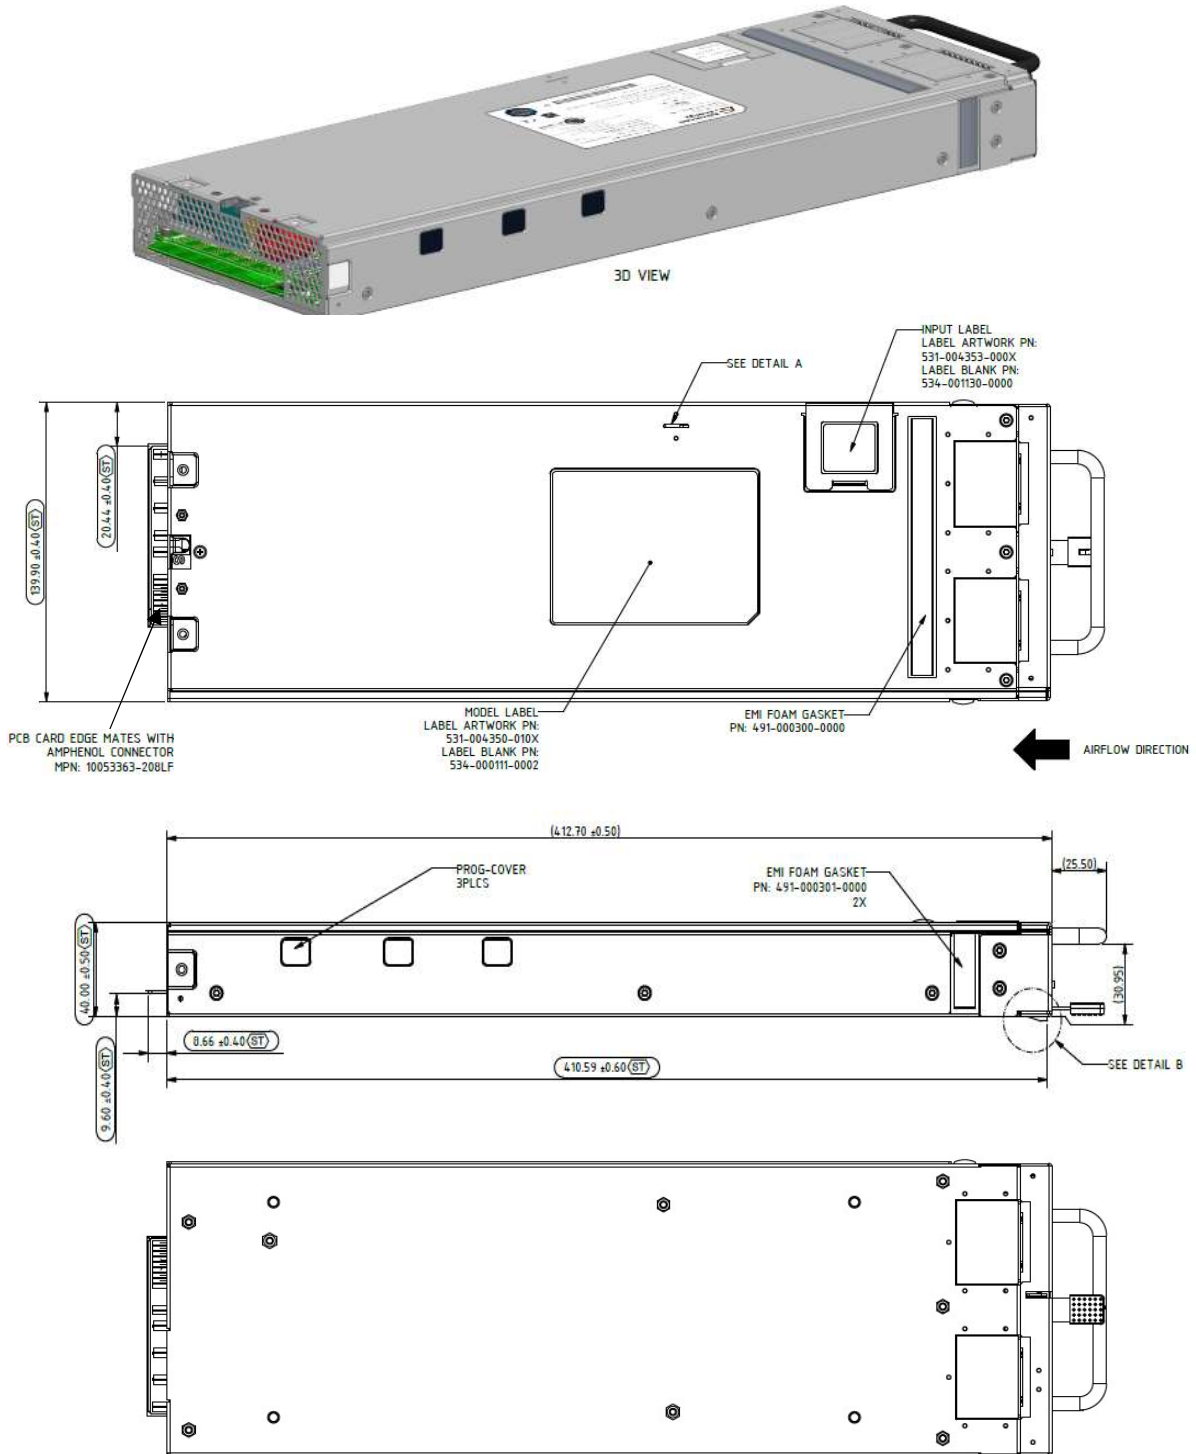 3D VIEW
INPUT LABEL
LABEL ARTWORK PN:
531-004353-000X
LABEL BLANK PN:
534-001130-0000
SEE DETAIL A
20.44 ±0.40 ST
139.90 ±0.40 ST
PCB CARD EDGE MATES WITH
AMPHENOL CONNECTOR
MPN: 10053363-208LF
MODEL LABEL
LABEL ARTWORK PN:
531-004350-010X
LABEL BLANK PN:
534-000111-0002
EMI FOAM GASKET
PN: 491-000300-0000
AIRFLOW DIRECTION
(412.70 ±0.50)
(25.50)
PROG-COVER
3PLCS
EMI FOAM GASKET
PN: 491-000301-0000
2X
40.00 ±0.50 ST
(30.95)
8.66 ±0.40 ST
410.59 ±0.60 ST
SEE DETAIL B
9.60 ±0.40 ST